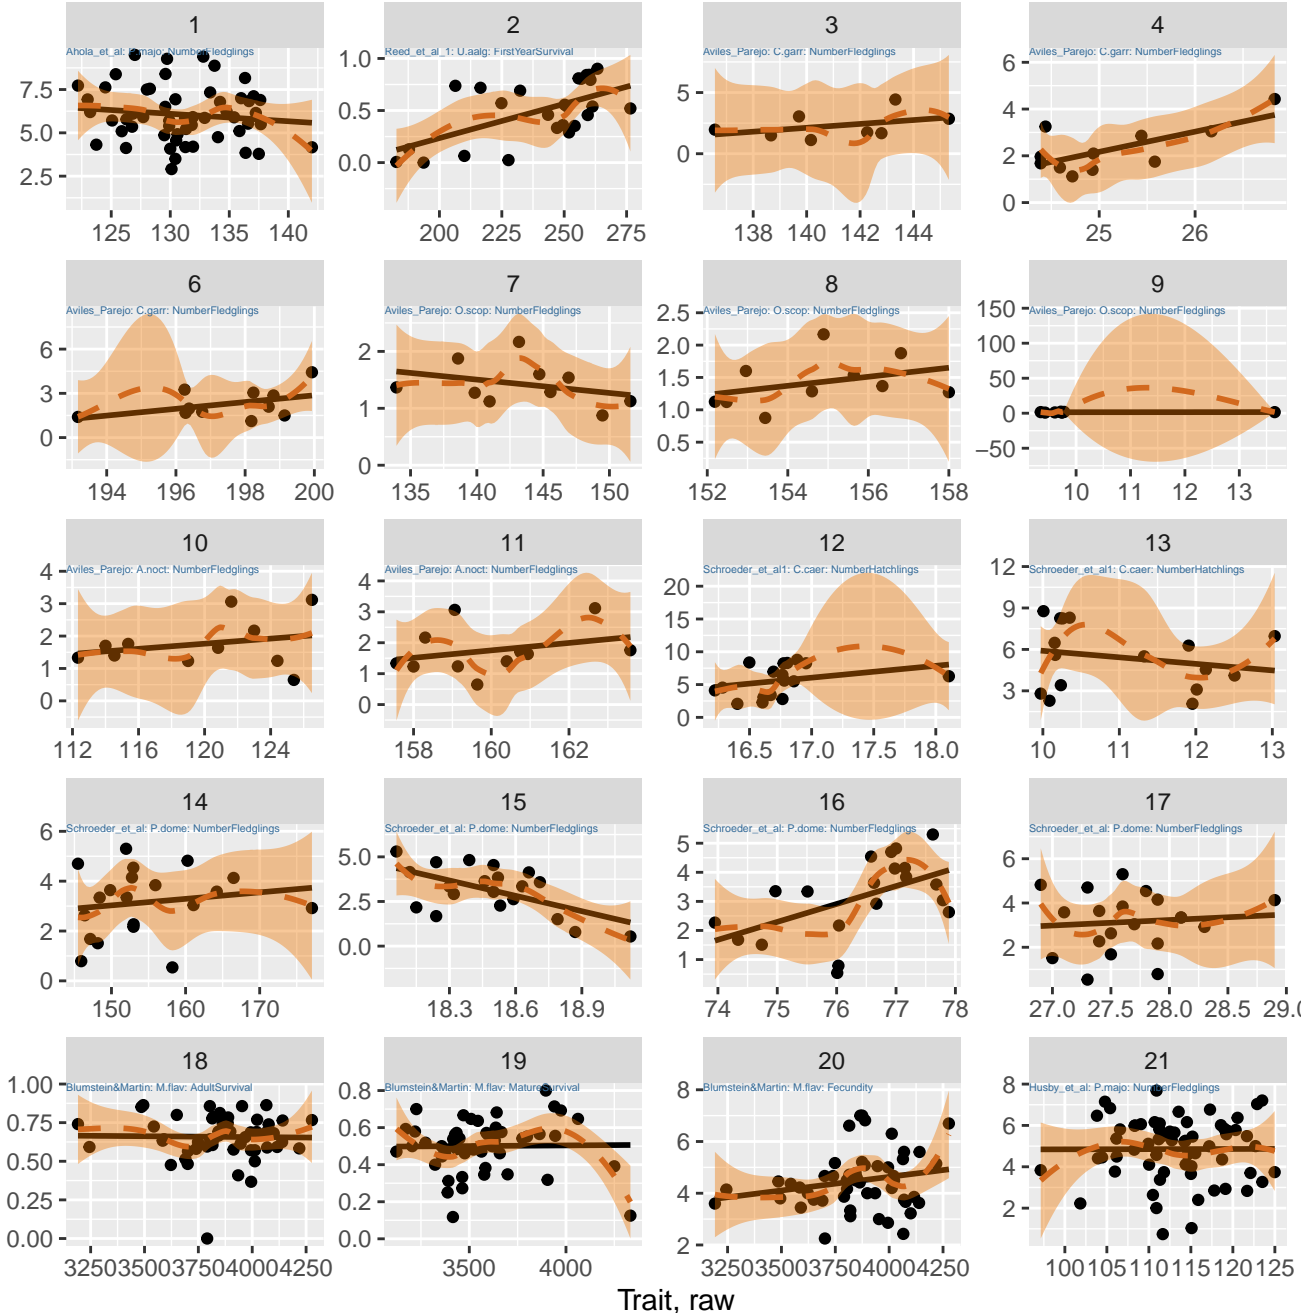 1
Ahola_et_al: P.majo: NumberFledglings
7.5
5.0
2.5
125 130 135 140
2
Reed_et_al_1: U.aalg: FirstYearSurvival
1.0
0.5
0.0
200 225 250 275
3
Aviles_Parejo: C.garr: NumberFledglings
5
0
138 140 142 144
4
Aviles_Parejo: C.garr: NumberFledglings
6
4
2
0
25 26
6
Aviles_Parejo: C.garr: NumberFledglings
6
3
0
194 196 198 200
7
Aviles_Parejo: O.scop: NumberFledglings
2
1
0
135 140 145 150
8
Aviles_Parejo: O.scop: NumberFledglings
2.5
2.0
1.5
1.0
0.5
152 154 156 158
9
Aviles_Parejo: O.scop: NumberFledglings
150
100
50
0
−50
10 11 12 13
10
Aviles_Parejo: A.noct: NumberFledglings
4
3
2
1
0
112 116 120 124
11
Aviles_Parejo: A.noct: NumberFledglings
4
3
2
1
0
158 160 162
12
Schroeder_et_al1: C.caer: NumberHatchlings
20
15
10
5
0
16.5 17.0 17.5 18.0
13
Schroeder_et_al1: C.caer: NumberHatchlings
12
9
6
3
10 11 12 13
14
Schroeder_et_al: P.dome: NumberFledglings
6
4
2
0
150 160 170
15
Schroeder_et_al: P.dome: NumberFledglings
5.0
2.5
0.0
18.3 18.6 18.9
16
Schroeder_et_al: P.dome: NumberFledglings
5
4
3
2
1
74 75 76 77 78
17
Schroeder_et_al: P.dome: NumberFledglings
6
4
2
27.0 27.5 28.0 28.5 29.0
18
Blumstein&Martin: M.flav: AdultSurvival
1.00
0.75
0.50
0.25
0.00
3250 3500 3750 4000 4250
19
Blumstein&Martin: M.flav: MatureSurvival
0.8
0.6
0.4
0.2
0.0
3500 4000
20
Blumstein&Martin: M.flav: Fecundity
8
6
4
2
3250 3500 3750 4000 4250
21
Husby_et_al: P.majo: NumberFledglings
8
6
4
2
100 105 110 115 120 125
Trait, raw